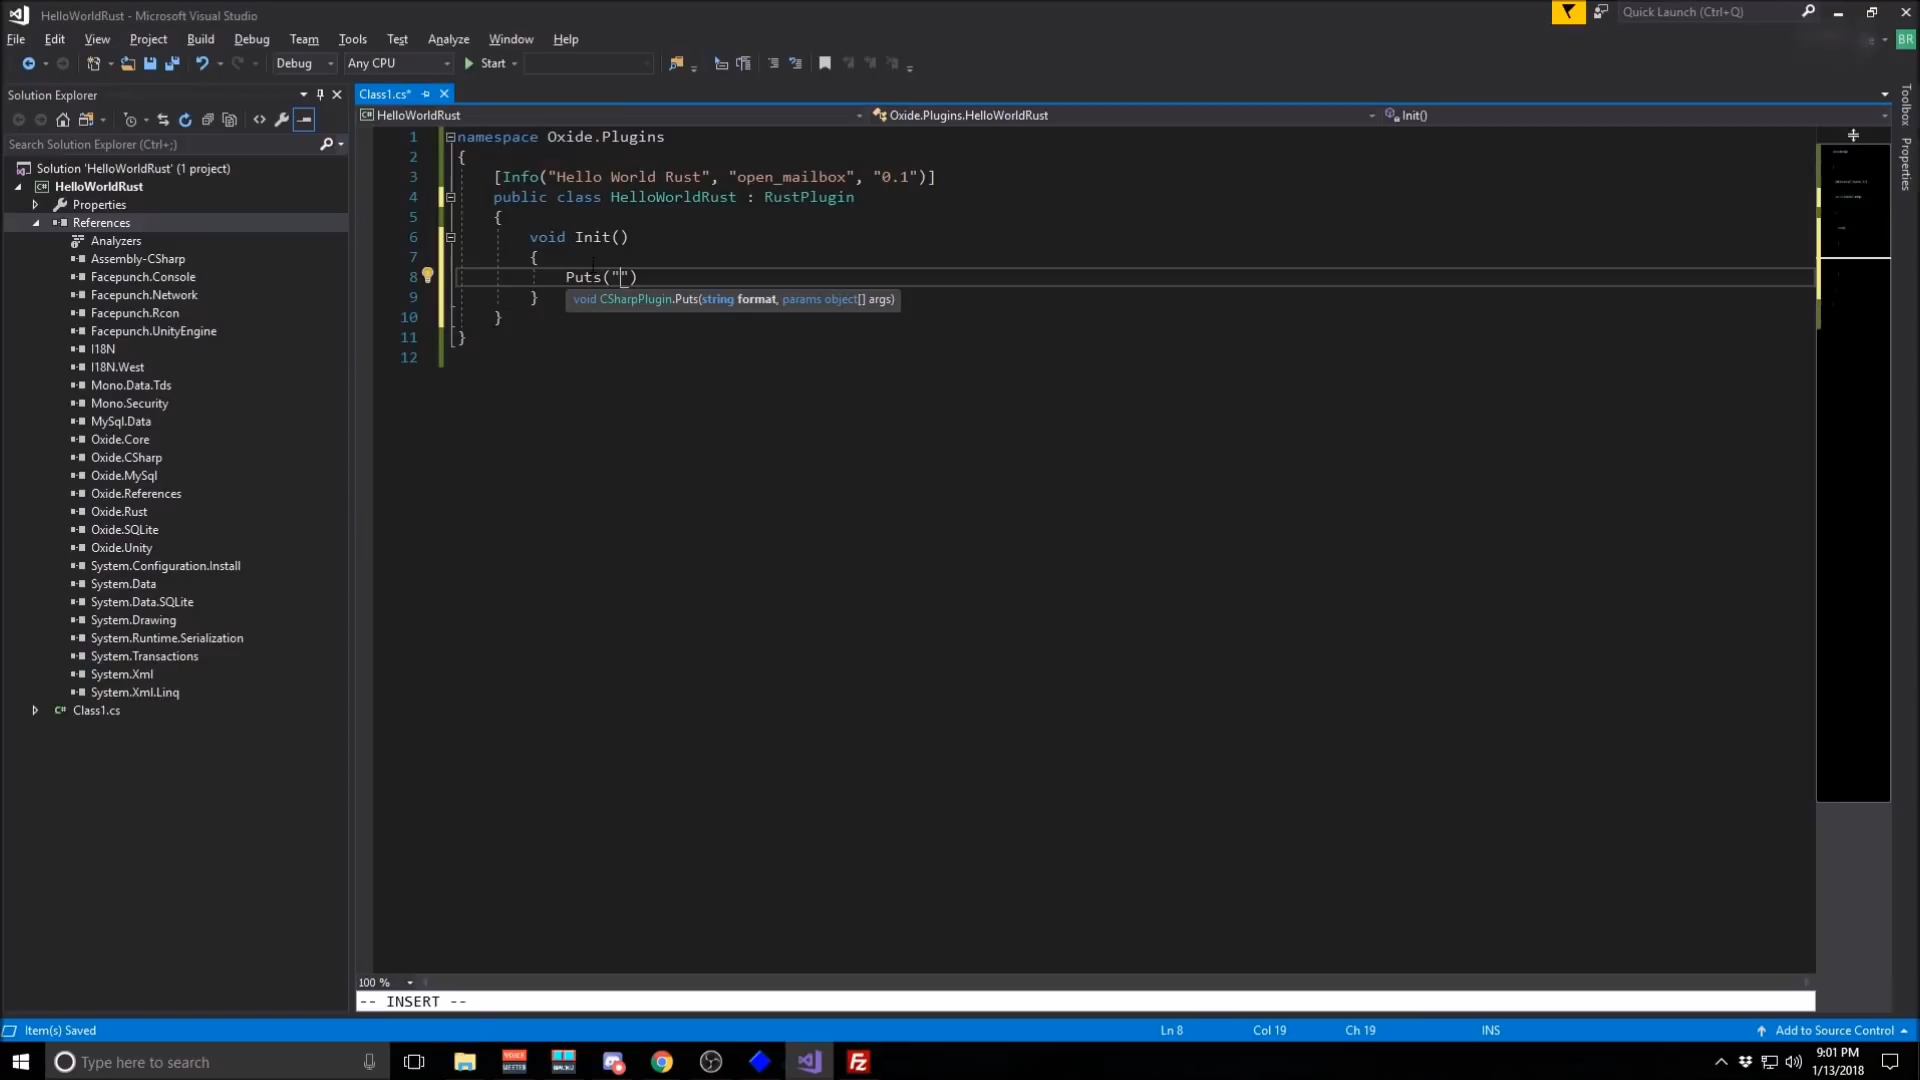 HelloWorldRust - Microsoft Visual Studio
Quick Launch (Ctrl+Q)
File Edit View Project Build Debug Team Tools Test Analyze Window Help
BR
Debug Any CPU Start
Solution Explorer
Class1.cs*
HelloWorldRust
Oxide.Plugins.HelloWorldRust
Init()
Toolbox
Properties
Search Solution Explorer (Ctrl+;)
Solution 'HelloWorldRust' (1 project)
HelloWorldRust
Properties
References
Analyzers
Assembly-CSharp
Facepunch.Console
Facepunch.Network
Facepunch.Rcon
Facepunch.UnityEngine
I18N
I18N.West
Mono.Data.Tds
Mono.Security
MySql.Data
Oxide.Core
Oxide.CSharp
Oxide.MySql
Oxide.References
Oxide.Rust
Oxide.SQLite
Oxide.Unity
System.Configuration.Install
System.Data
System.Data.SQLite
System.Drawing
System.Runtime.Serialization
System.Transactions
System.Xml
System.Xml.Linq
Class1.cs
1 namespace Oxide.Plugins
2 {
3 [Info("Hello World Rust", "open_mailbox", "0.1")]
4 public class HelloWorldRust : RustPlugin
5 {
6 void Init()
7 {
8 Puts("")
void CSharpPlugin.Puts(string format, params object[] args)
9 }
10 }
11 }
12
100 %
-- INSERT --
Item(s) Saved
Ln 8 Col 19 Ch 19 INS
Add to Source Control
Type here to search
9:01 PM
1/13/2018